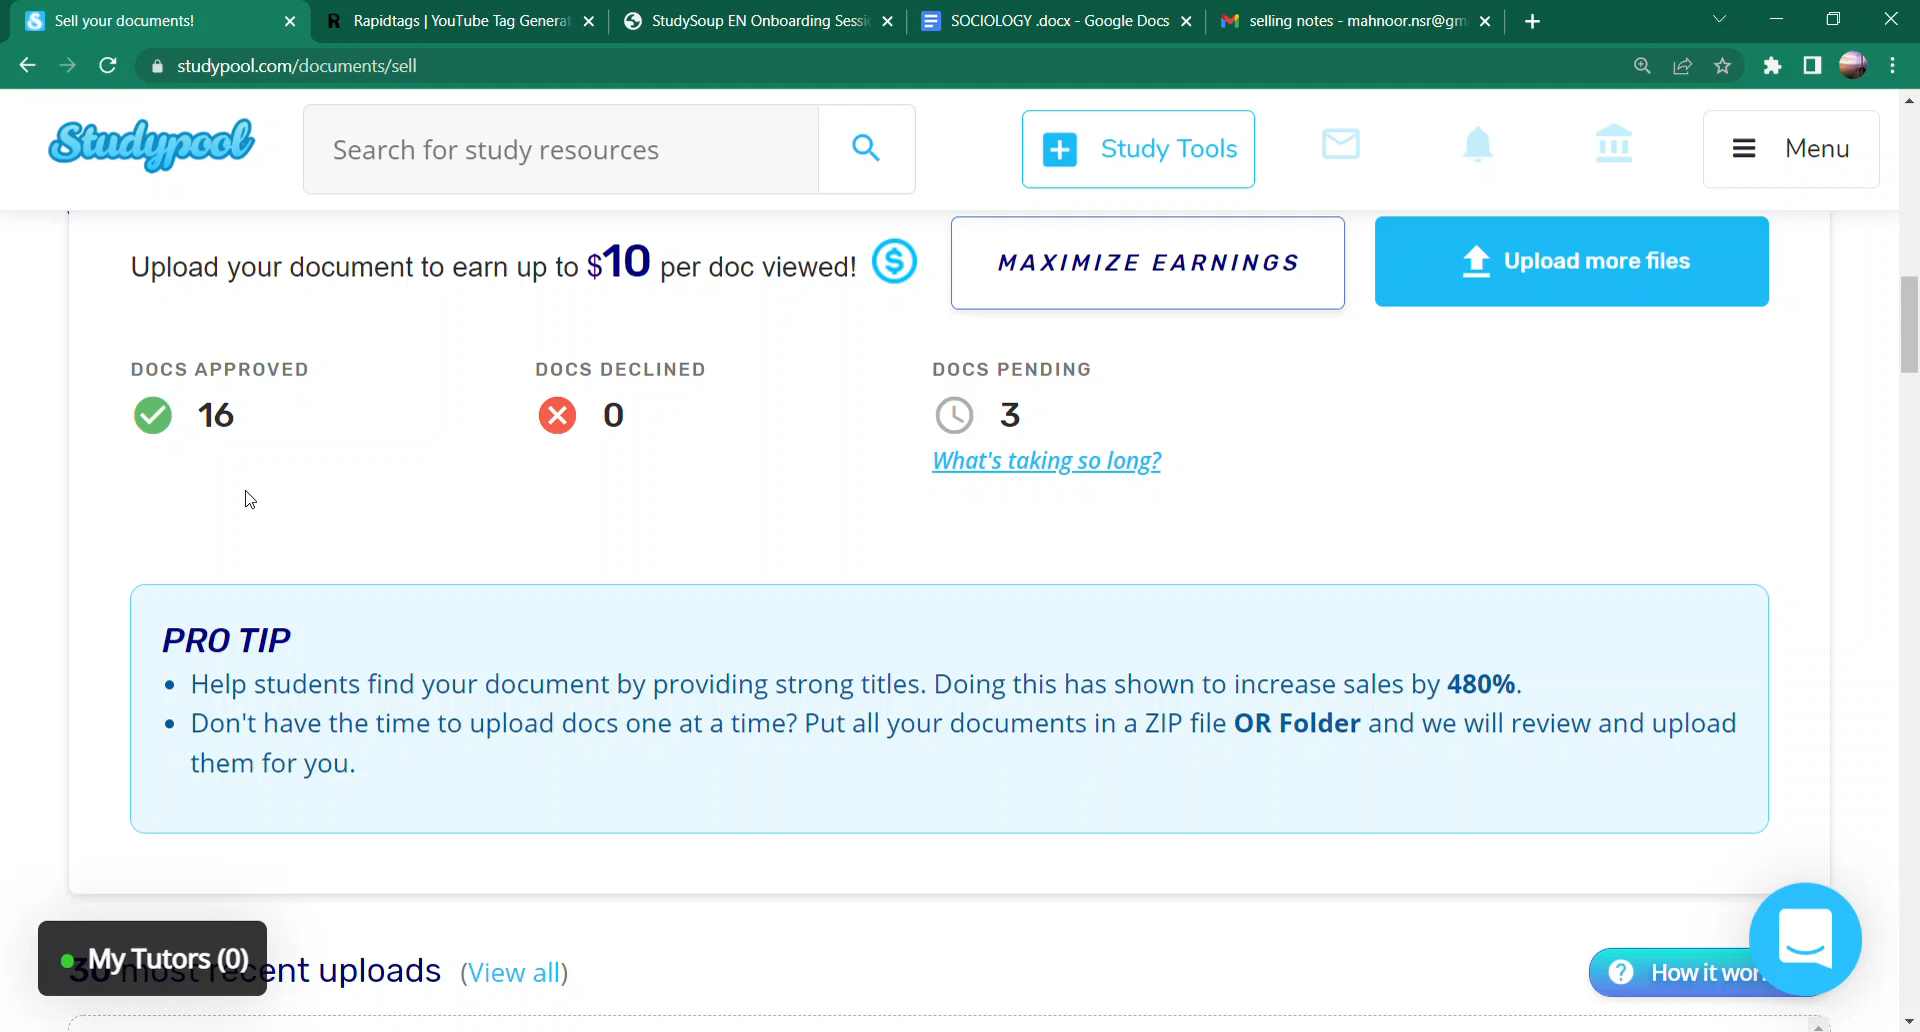 Sell your documents!
Rapidtags | YouTube Tag Generat
StudySoup EN Onboarding Sessi
SOCIOLOGY .docx - Google Docs
selling notes - mahnoor.nsr@gm
studypool.com/documents/sell
Studypool
Search for study resources
Study Tools
Menu
Upload your document to earn up to $10 per doc viewed!
MAXIMIZE EARNINGS
Upload more files
DOCS APPROVED
16
DOCS DECLINED
0
DOCS PENDING
3
What's taking so long?
PRO TIP
• Help students find your document by providing strong titles. Doing this has shown to increase sales by 480%.
• Don't have the time to upload docs one at a time? Put all your documents in a ZIP file OR Folder and we will review and upload
them for you.
My Tutors (0)
30 most recent uploads (View all)
How it wor